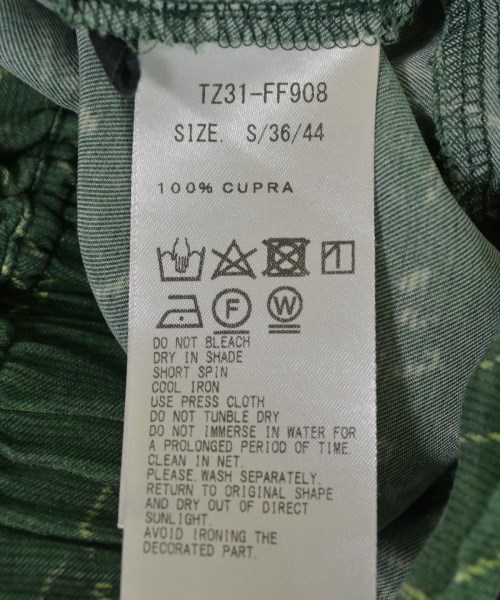 TZ31-FF908
SIZE. S/36/44
100% CUPRA
F W
DO NOT BLEACH
DRY IN SHADE
SHORT SPIN
COOL IRON
USE PRESS CLOTH
DO NOT TUMBLE DRY
DO NOT IMMERSE IN WATER FOR
A PROLONGED PERIOD OF TIME
CLEAN IN NET.
PLEASE WASH SEPARATELY.
RETURN TO ORIGINAL SHAPE
AND DRY OUT OF DIRECT
SUNLIGHT.
AVOID IRONING THE
DECORATED PART.